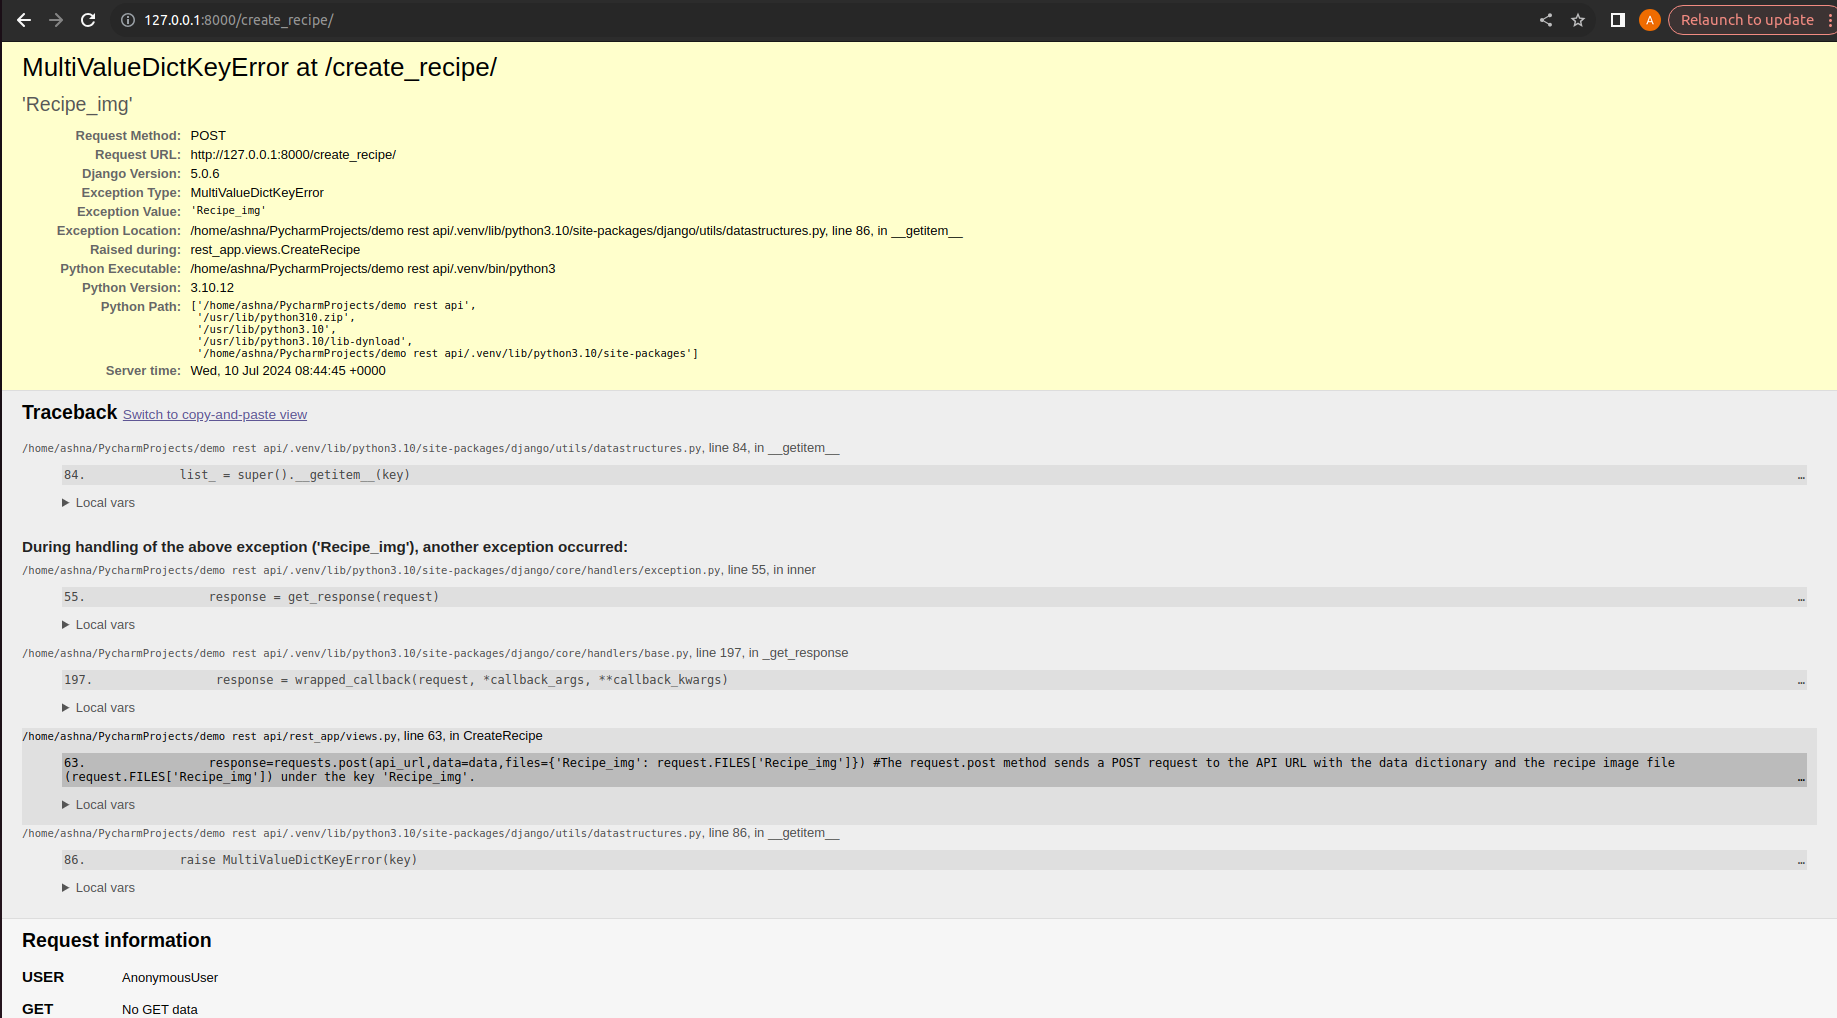 127.0.0.1:8000/create_recipe/
A
Relaunch to update
MultiValueDictKeyError at /create_recipe/
'Recipe_img'
Request Method: POST
Request URL: http://127.0.0.1:8000/create_recipe/
Django Version: 5.0.6
Exception Type: MultiValueDictKeyError
Exception Value: 'Recipe_img'
Exception Location: /home/ashna/PycharmProjects/demo rest api/.venv/lib/python3.10/site-packages/django/utils/datastructures.py, line 86, in __getitem__
Raised during: rest_app.views.CreateRecipe
Python Executable: /home/ashna/PycharmProjects/demo rest api/.venv/bin/python3
Python Version: 3.10.12
Python Path: ['/home/ashna/PycharmProjects/demo rest api',
'/usr/lib/python310.zip',
'/usr/lib/python3.10',
'/usr/lib/python3.10/lib-dynload',
'/home/ashna/PycharmProjects/demo rest api/.venv/lib/python3.10/site-packages']
Server time: Wed, 10 Jul 2024 08:44:45 +0000
Traceback Switch to copy-and-paste view
/home/ashna/PycharmProjects/demo rest api/.venv/lib/python3.10/site-packages/django/utils/datastructures.py, line 84, in __getitem__
84. list_ = super().__getitem__(key) …
▶ Local vars
During handling of the above exception ('Recipe_img'), another exception occurred:
/home/ashna/PycharmProjects/demo rest api/.venv/lib/python3.10/site-packages/django/core/handlers/exception.py, line 55, in inner
55. response = get_response(request) …
▶ Local vars
/home/ashna/PycharmProjects/demo rest api/.venv/lib/python3.10/site-packages/django/core/handlers/base.py, line 197, in _get_response
197. response = wrapped_callback(request, *callback_args, **callback_kwargs) …
▶ Local vars
/home/ashna/PycharmProjects/demo rest api/rest_app/views.py, line 63, in CreateRecipe
63. response=requests.post(api_url,data=data,files={'Recipe_img': request.FILES['Recipe_img']}) #The request.post method sends a POST request to the API URL with the data dictionary and the recipe image file
(request.FILES['Recipe_img']) under the key 'Recipe_img'. …
▶ Local vars
/home/ashna/PycharmProjects/demo rest api/.venv/lib/python3.10/site-packages/django/utils/datastructures.py, line 86, in __getitem__
86. raise MultiValueDictKeyError(key) …
▶ Local vars
Request information
USER AnonymousUser
GET No GET data